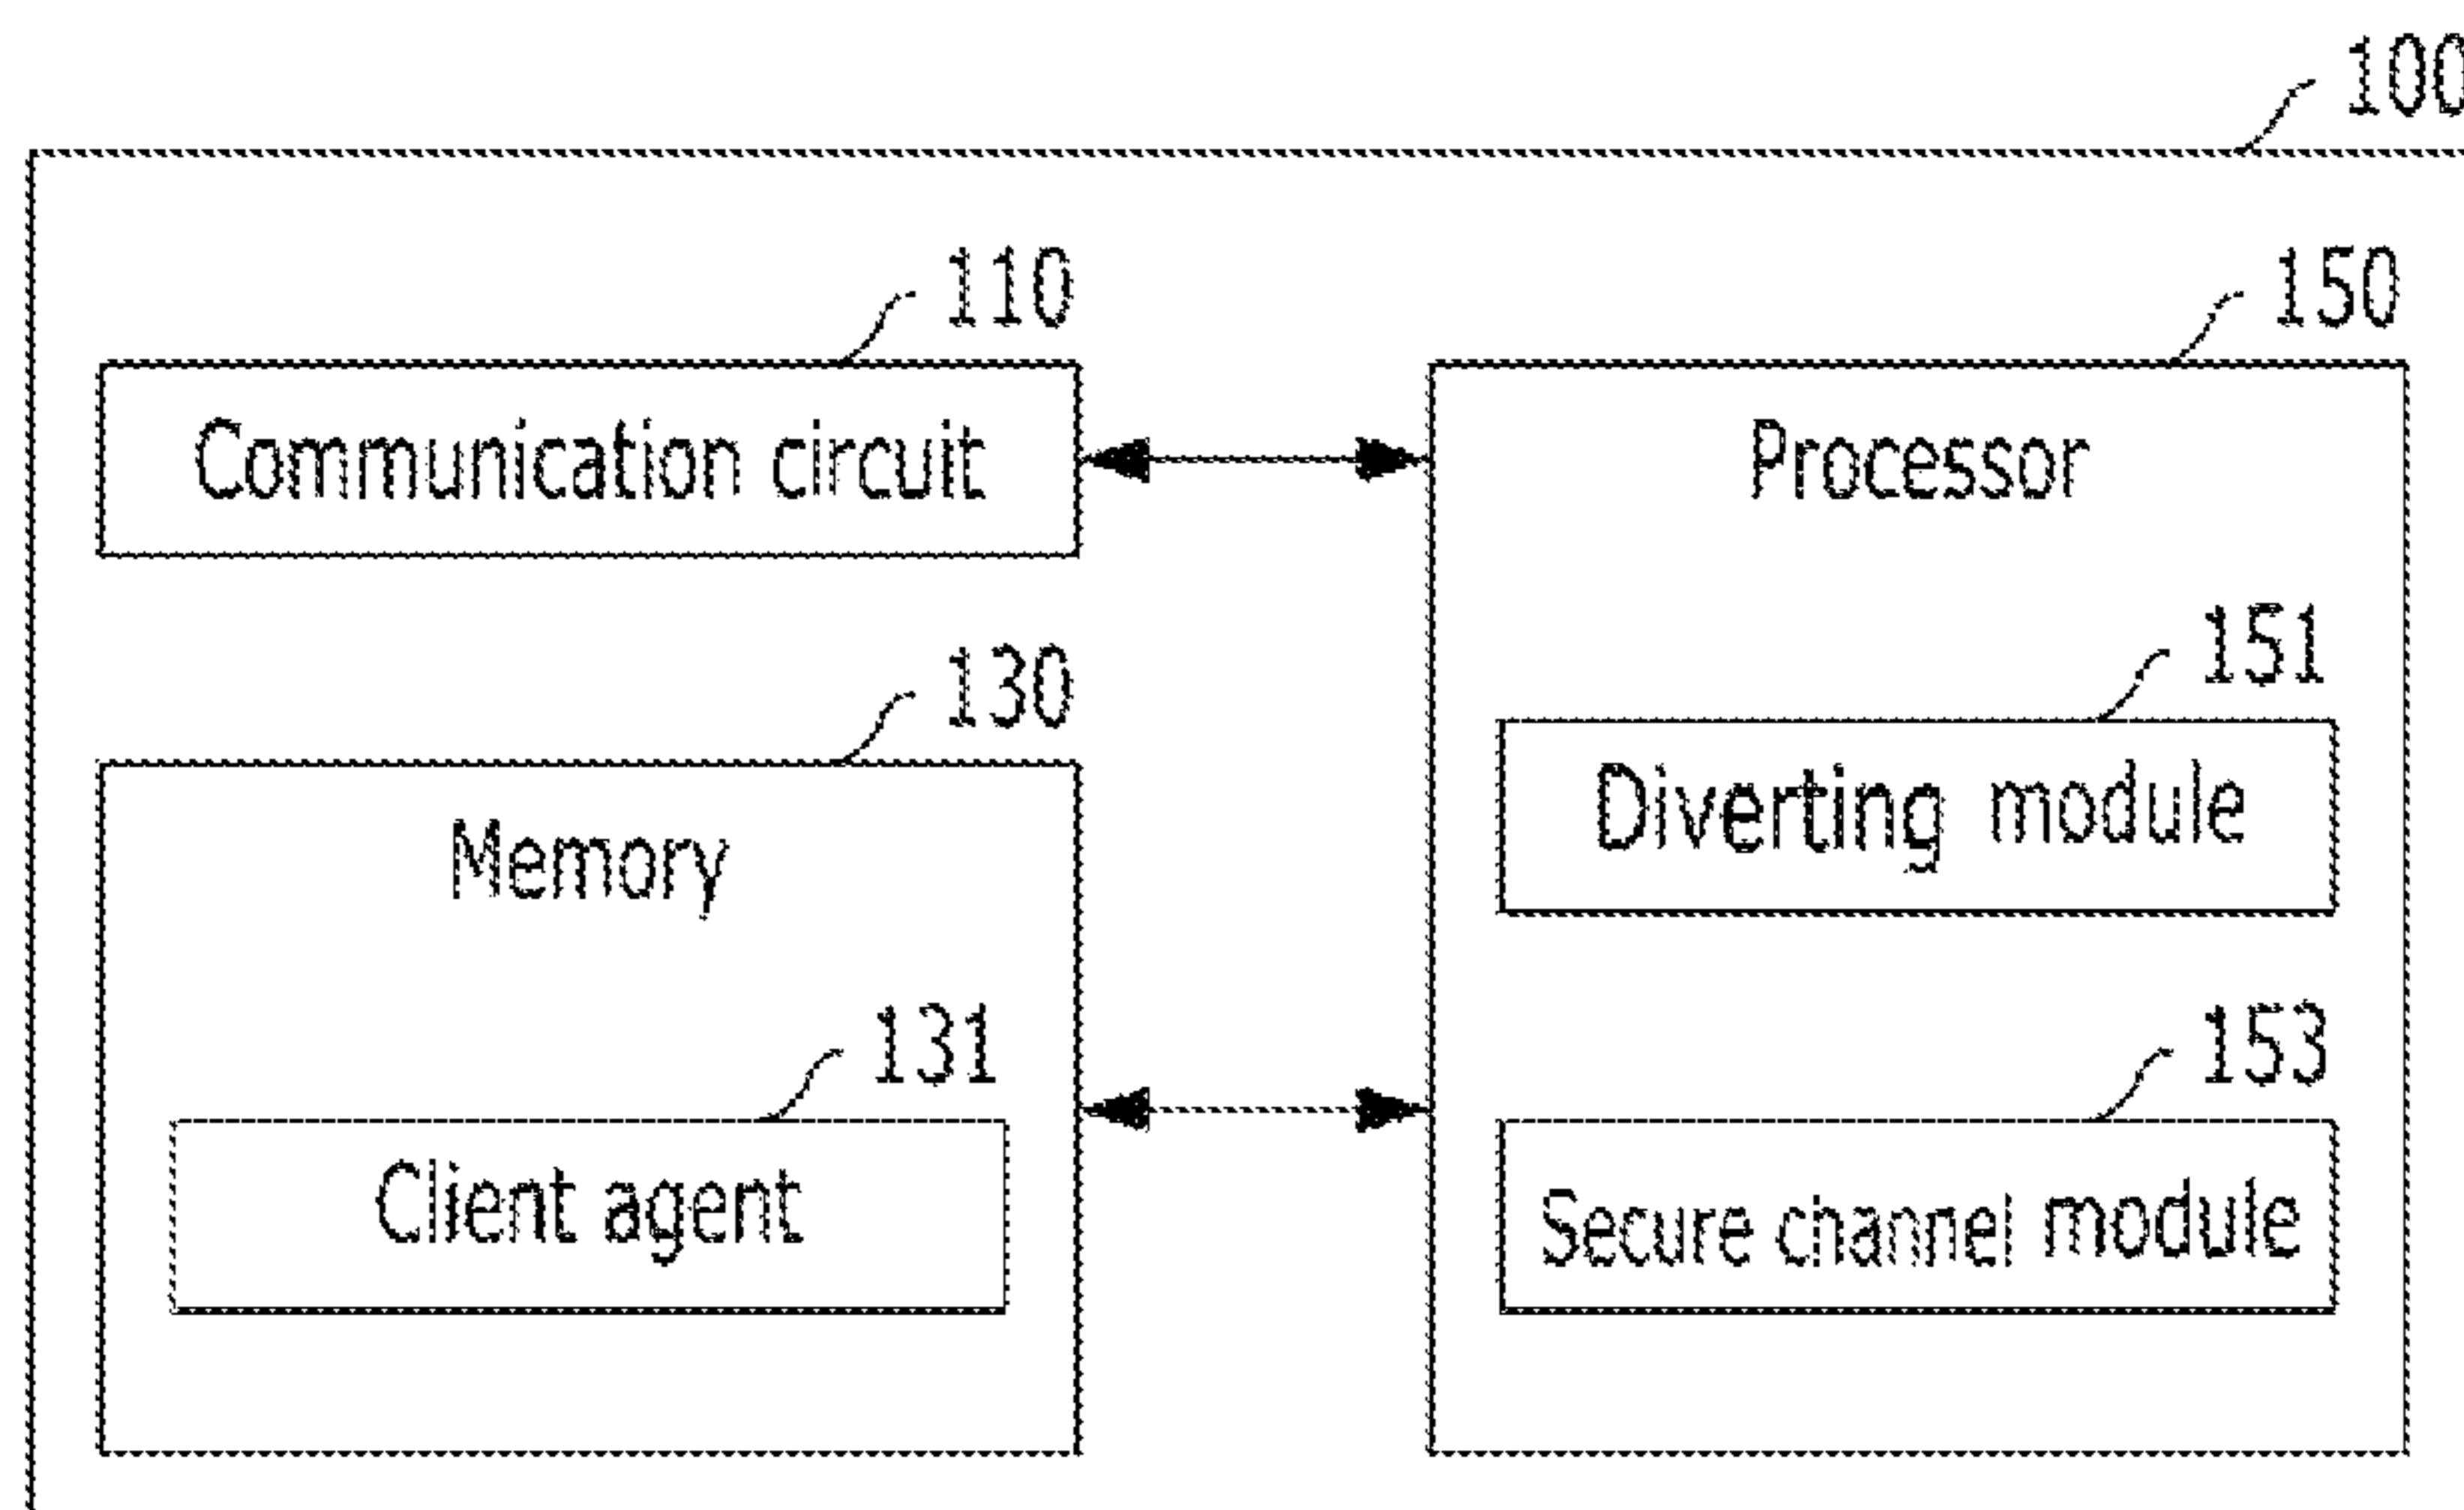 100
110
150
Communication circuit
Processor
130
151
Diverting module
Memory
131
153
Client agent
Secure channel module